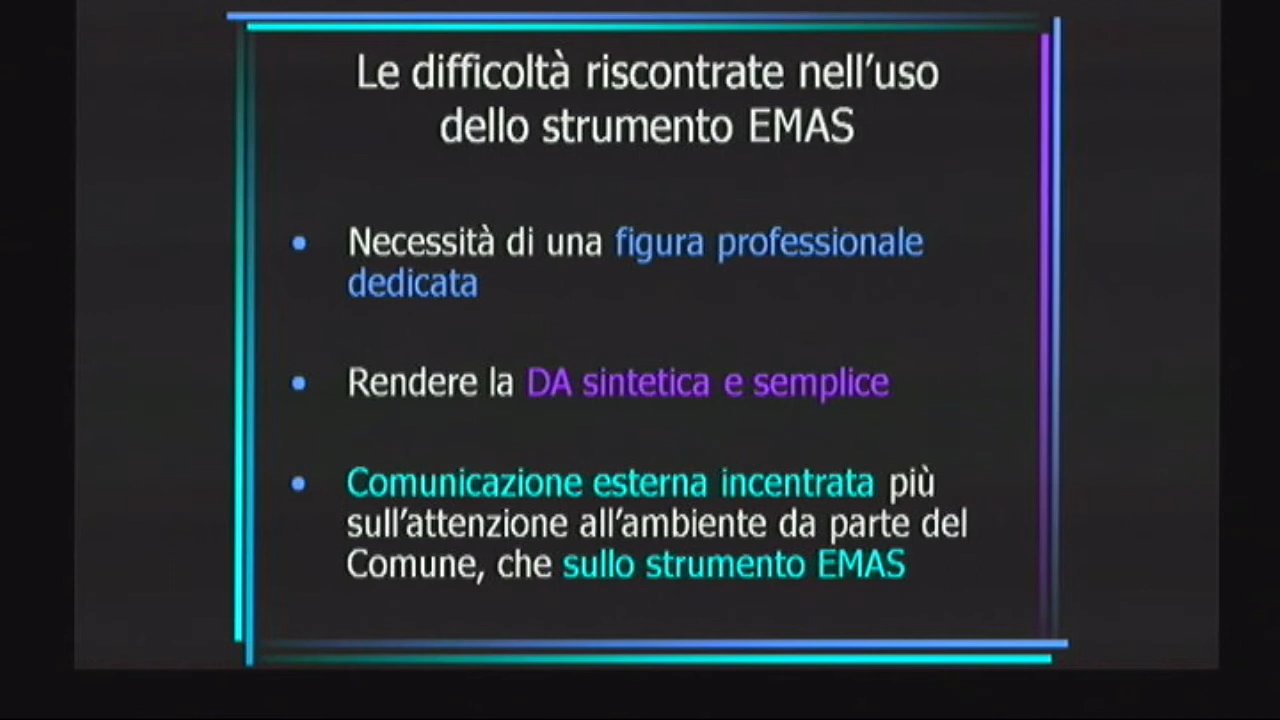 Le difficoltà riscontrate nell'uso
dello strumento EMAS
• Necessità di una figura professionale
dedicata
• Rendere la DA sintetica e semplice
• Comunicazione esterna incentrata più
sull'attenzione all'ambiente da parte del
Comune, che sullo strumento EMAS